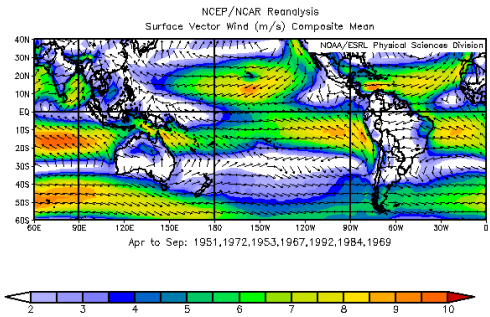 NCEP/NCAR Reanalysis
Surface Vector Wind (m/s) Composite Mean
NOAA/ESRL Physical Sciences Division
40N
30N
20N
10N
EQ
10S
20S
30S
40S
50S
60S
60E 90E 120E 150E 180 150W 120W 90W 60W 30W 0
Apr to Sep: 1951,1972,1953,1967,1992,1984,1969
2 3 4 5 6 7 8 9 10